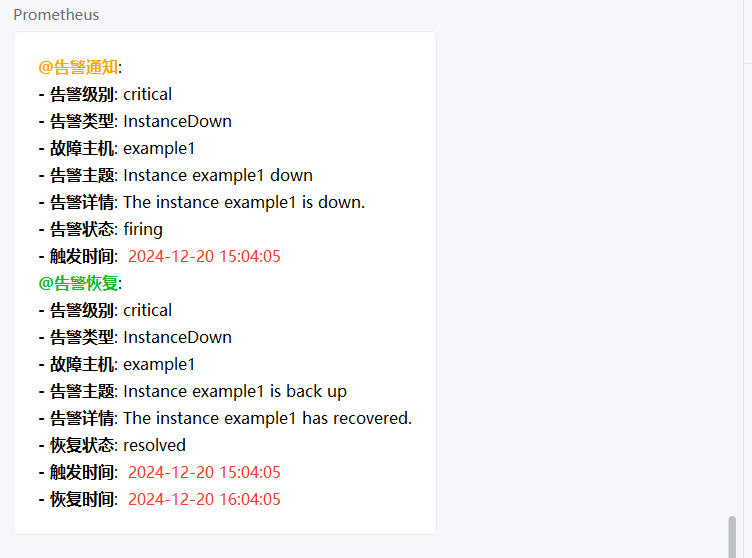 Prometheus
@告警通知:
- 告警级别: critical
- 告警类型: InstanceDown
- 故障主机: example1
- 告警主题: Instance example1 down
- 告警详情: The instance example1 is down.
- 告警状态: firing
- 触发时间: 2024-12-20 15:04:05
@告警恢复:
- 告警级别: critical
- 告警类型: InstanceDown
- 故障主机: example1
- 告警主题: Instance example1 is back up
- 告警详情: The instance example1 has recovered.
- 恢复状态: resolved
- 触发时间: 2024-12-20 15:04:05
- 恢复时间: 2024-12-20 16:04:05